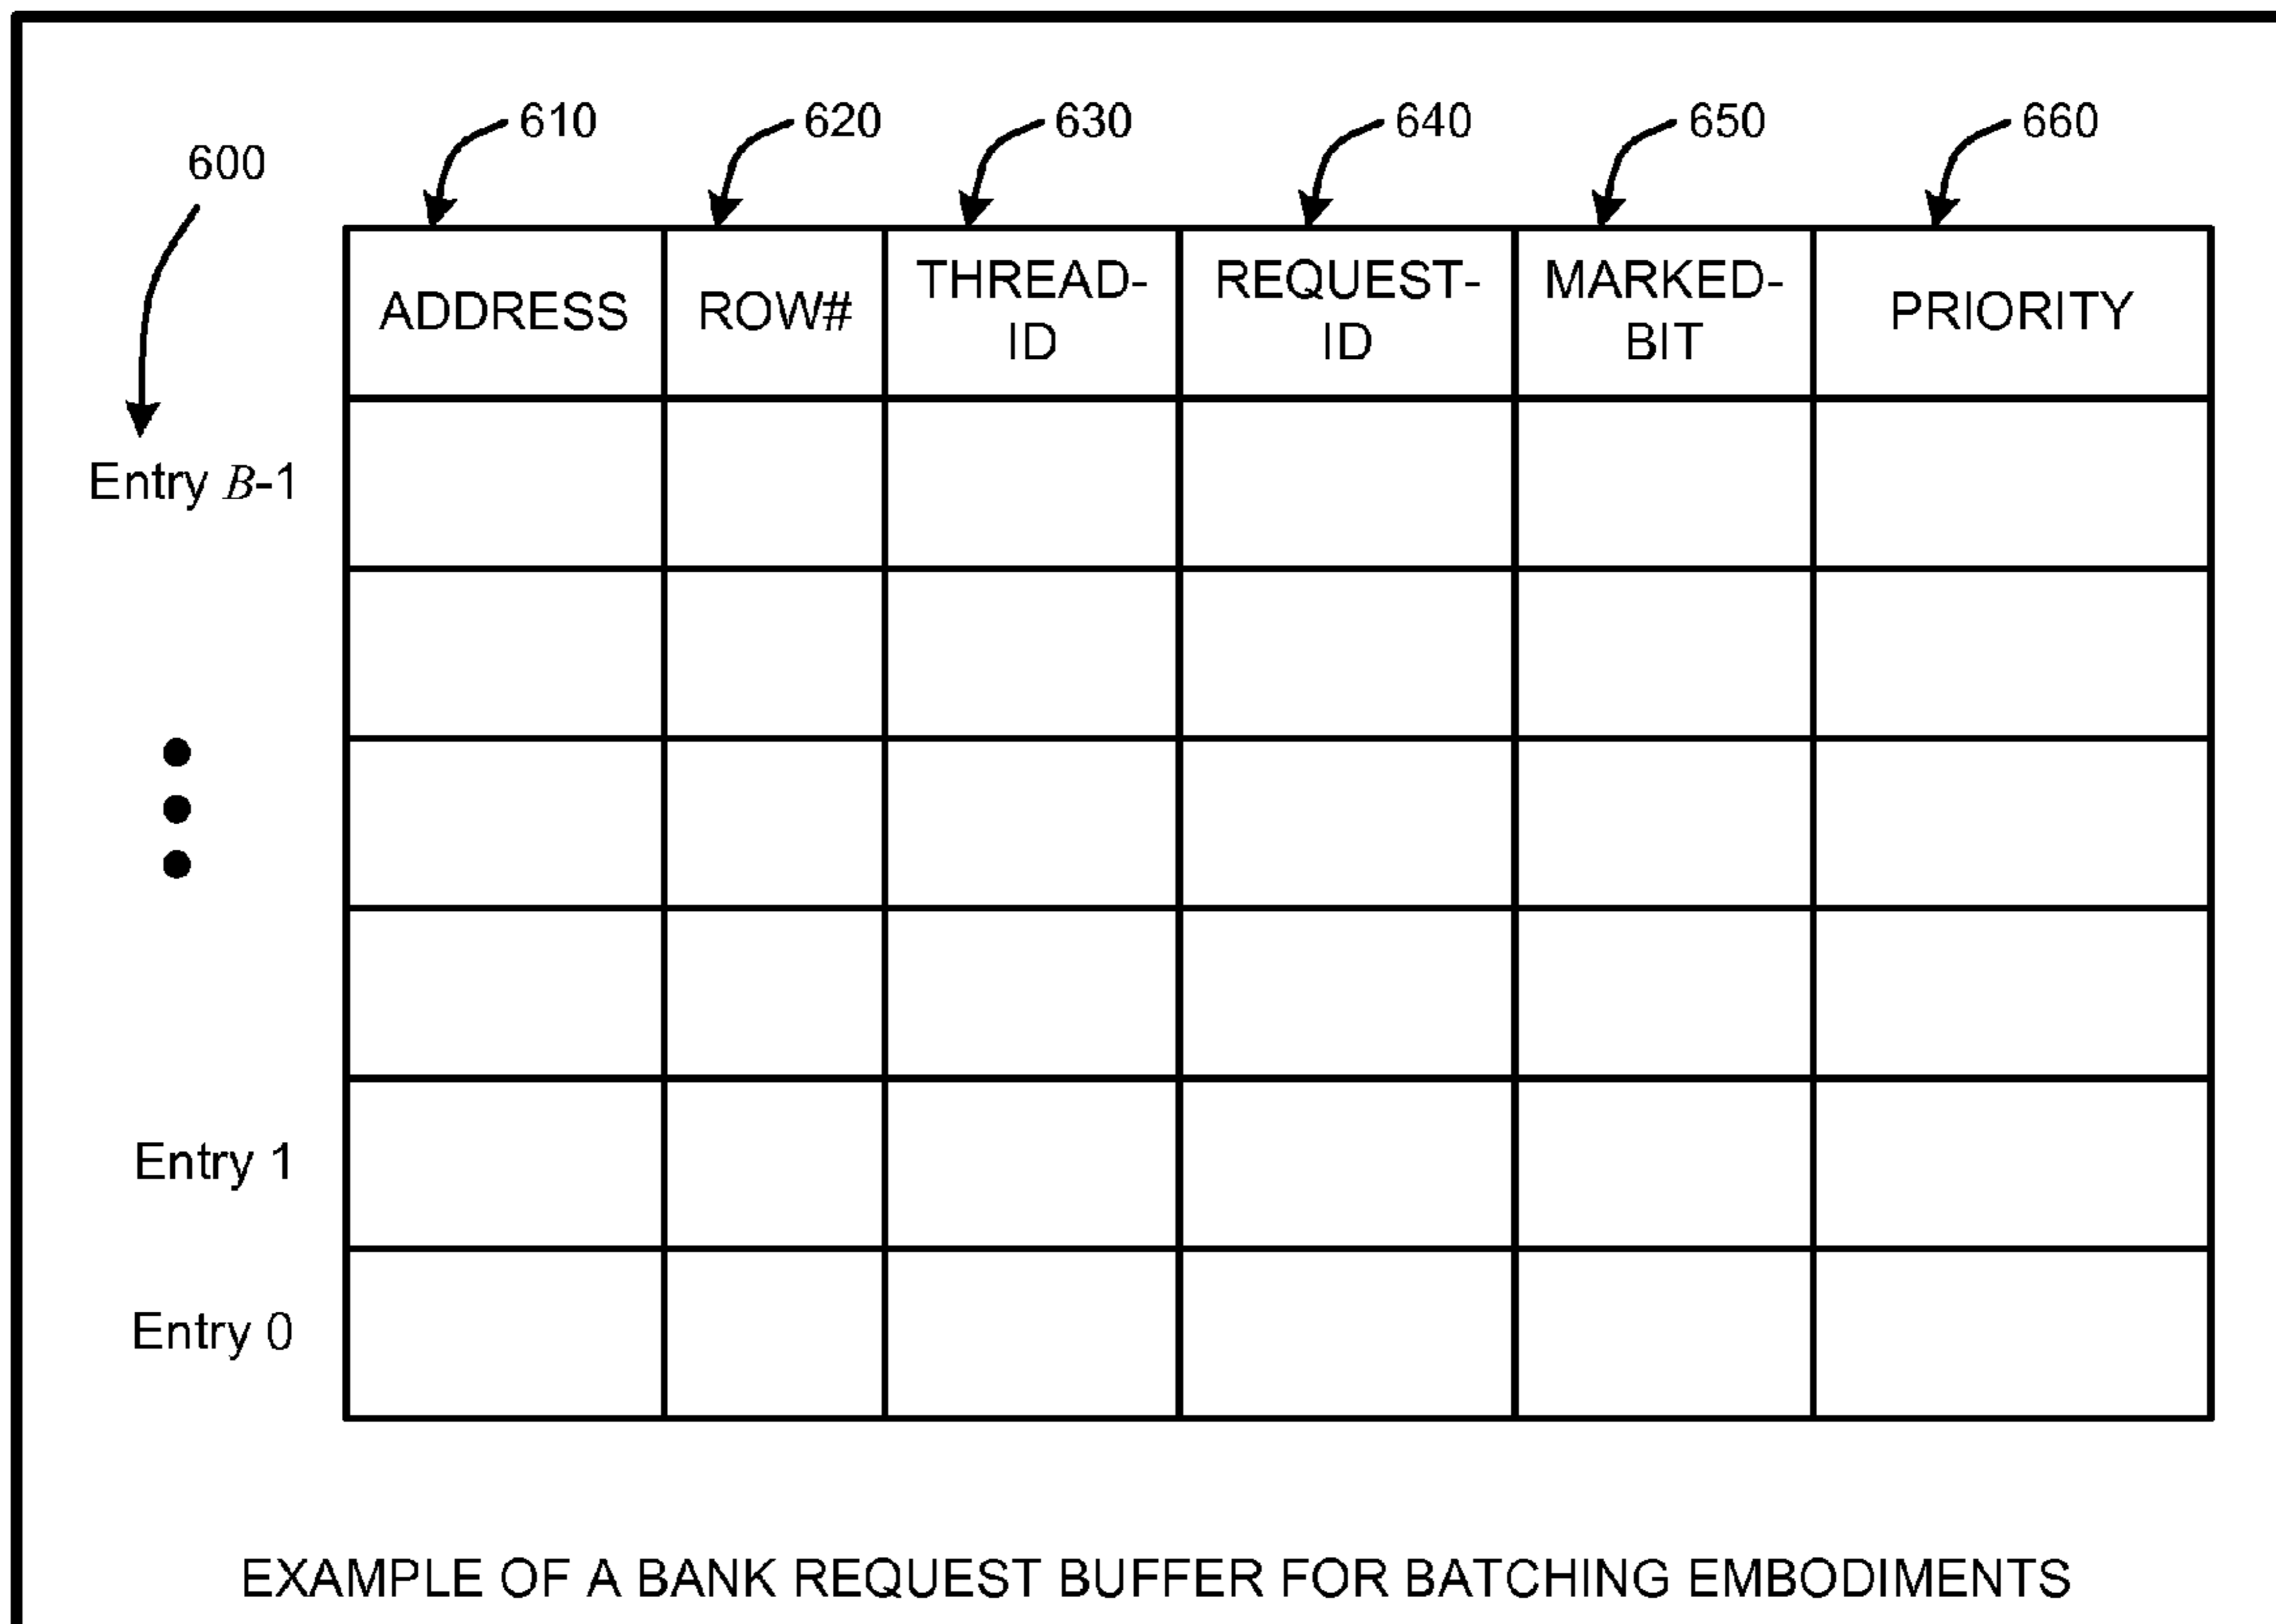 610 620 630 640 650 660
600
ADDRESS ROW# THREAD-ID REQUEST-ID MARKED-BIT PRIORITY
Entry B-1
Entry 1
Entry 0
EXAMPLE OF A BANK REQUEST BUFFER FOR BATCHING EMBODIMENTS